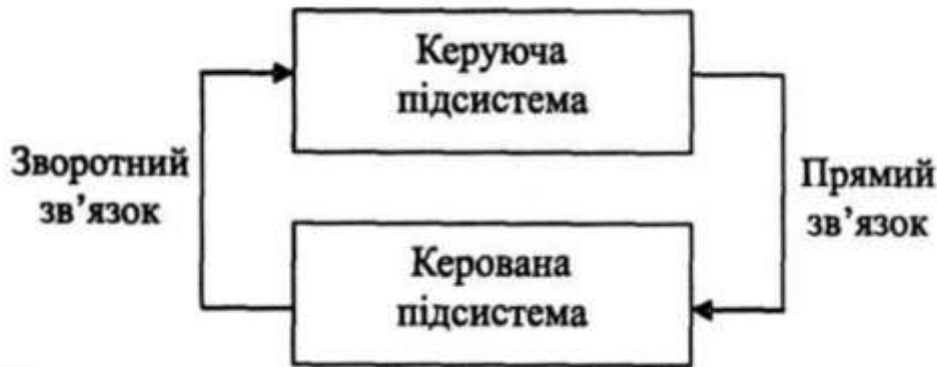 Керуюча
підсистема
Зворотний
зв’язок
Прямий
зв’язок
Керована
підсистема